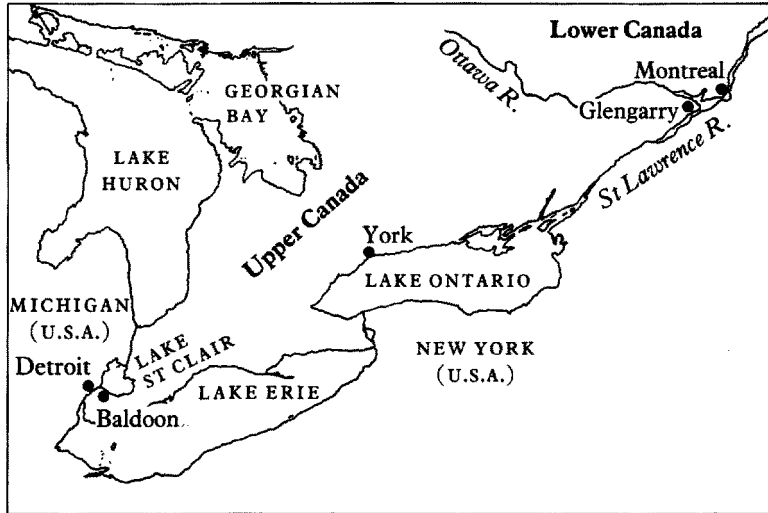 Lower Canada
Ottawa R.
Montreal
Glengarry
St Lawrence R.
GEORGIAN
BAY
LAKE
HURON
Upper Canada
York
LAKE ONTARIO
MICHIGAN
(U.S.A.)
LAKE
ST CLAIR
NEW YORK
(U.S.A.)
Detroit
LAKE ERIE
Baldoon